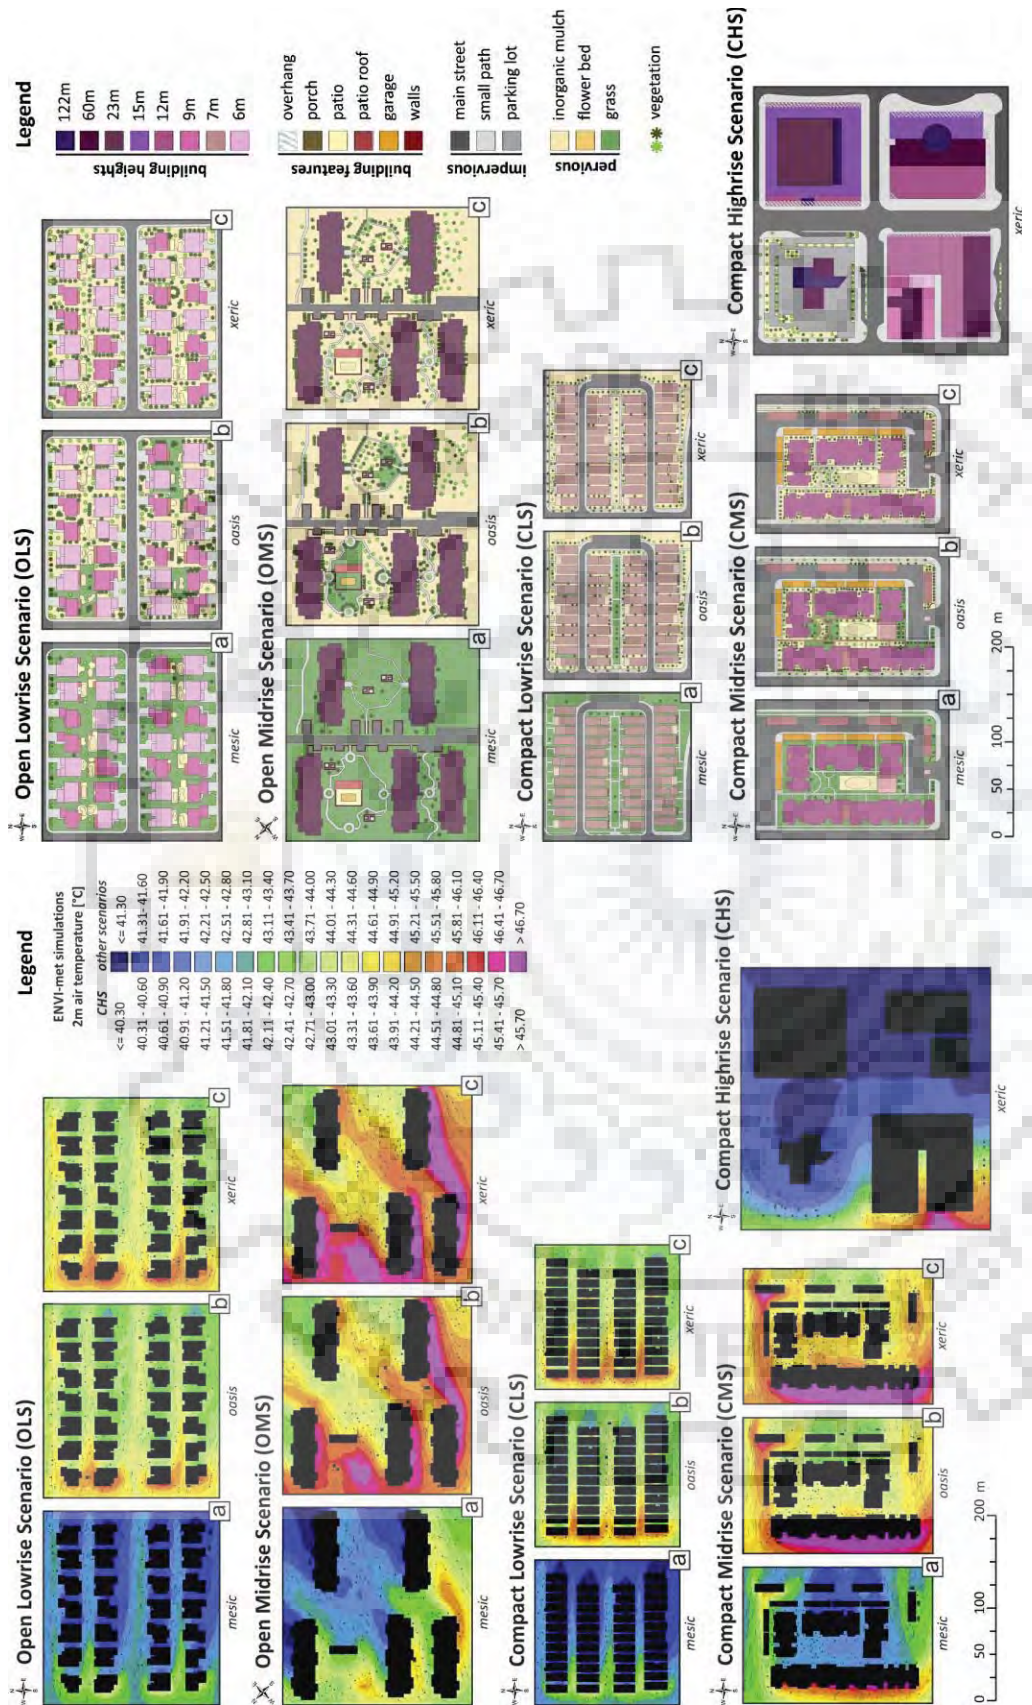 Open Lowrise Scenario (OLS)
N
W E
S
a
mesic
b
oasis
c
xeric
Open Midrise Scenario (OMS)
a
mesic
b
oasis
c
xeric
Compact Lowrise Scenario (CLS)
N
W E
S
a
mesic
b
oasis
c
xeric
Compact Midrise Scenario (CMS)
N
W E
S
a
mesic
b
oasis
c
xeric
0 50 100 200 m
Compact Highrise Scenario (CHS)
N
W E
S
xeric
Legend
ENVI-met simulations
2m air temperature [°C]
CHS other scenarios
<= 40.30 <= 41.30
40.31 - 40.60 41.31-41.60
40.61 - 40.90 41.61 - 41.90
40.91 - 41.20 41.91 - 42.20
41.21 - 41.50 42.21 - 42.50
41.51 - 41.80 42.51 - 42.80
41.81 - 42.10 42.81 - 43.10
42.11 - 42.40 43.11 - 43.40
42.41 - 42.70 43.41 - 43.70
42.71 - 43.00 43.71 - 44.00
43.01 - 43.30 44.01 - 44.30
43.31 - 43.60 44.31 - 44.60
43.61 - 43.90 44.61 - 44.90
43.91 - 44.20 44.91 - 45.20
44.21 - 44.50 45.21 - 45.50
44.51 - 44.80 45.51 - 45.80
44.81 - 45.10 45.81 - 46.10
45.11 - 45.40 46.11 - 46.40
45.41 - 45.70 46.41 - 46.70
> 45.70 > 46.70
Open Lowrise Scenario (OLS)
N
W E
S
a
mesic
b
oasis
c
xeric
Open Midrise Scenario (OMS)
a
mesic
b
oasis
c
xeric
Compact Lowrise Scenario (CLS)
N
W E
S
a
mesic
b
oasis
c
xeric
Compact Midrise Scenario (CMS)
N
W E
S
a
mesic
b
oasis
c
xeric
0 50 100 200 m
Compact Highrise Scenario (CHS)
N
W E
S
xeric
Legend
building heights
122m
60m
23m
15m
12m
9m
7m
6m
building features
overhang
porch
patio
patio roof
garage
walls
impervious
main street
small path
parking lot
pervious
inorganic mulch
flower bed
grass
vegetation